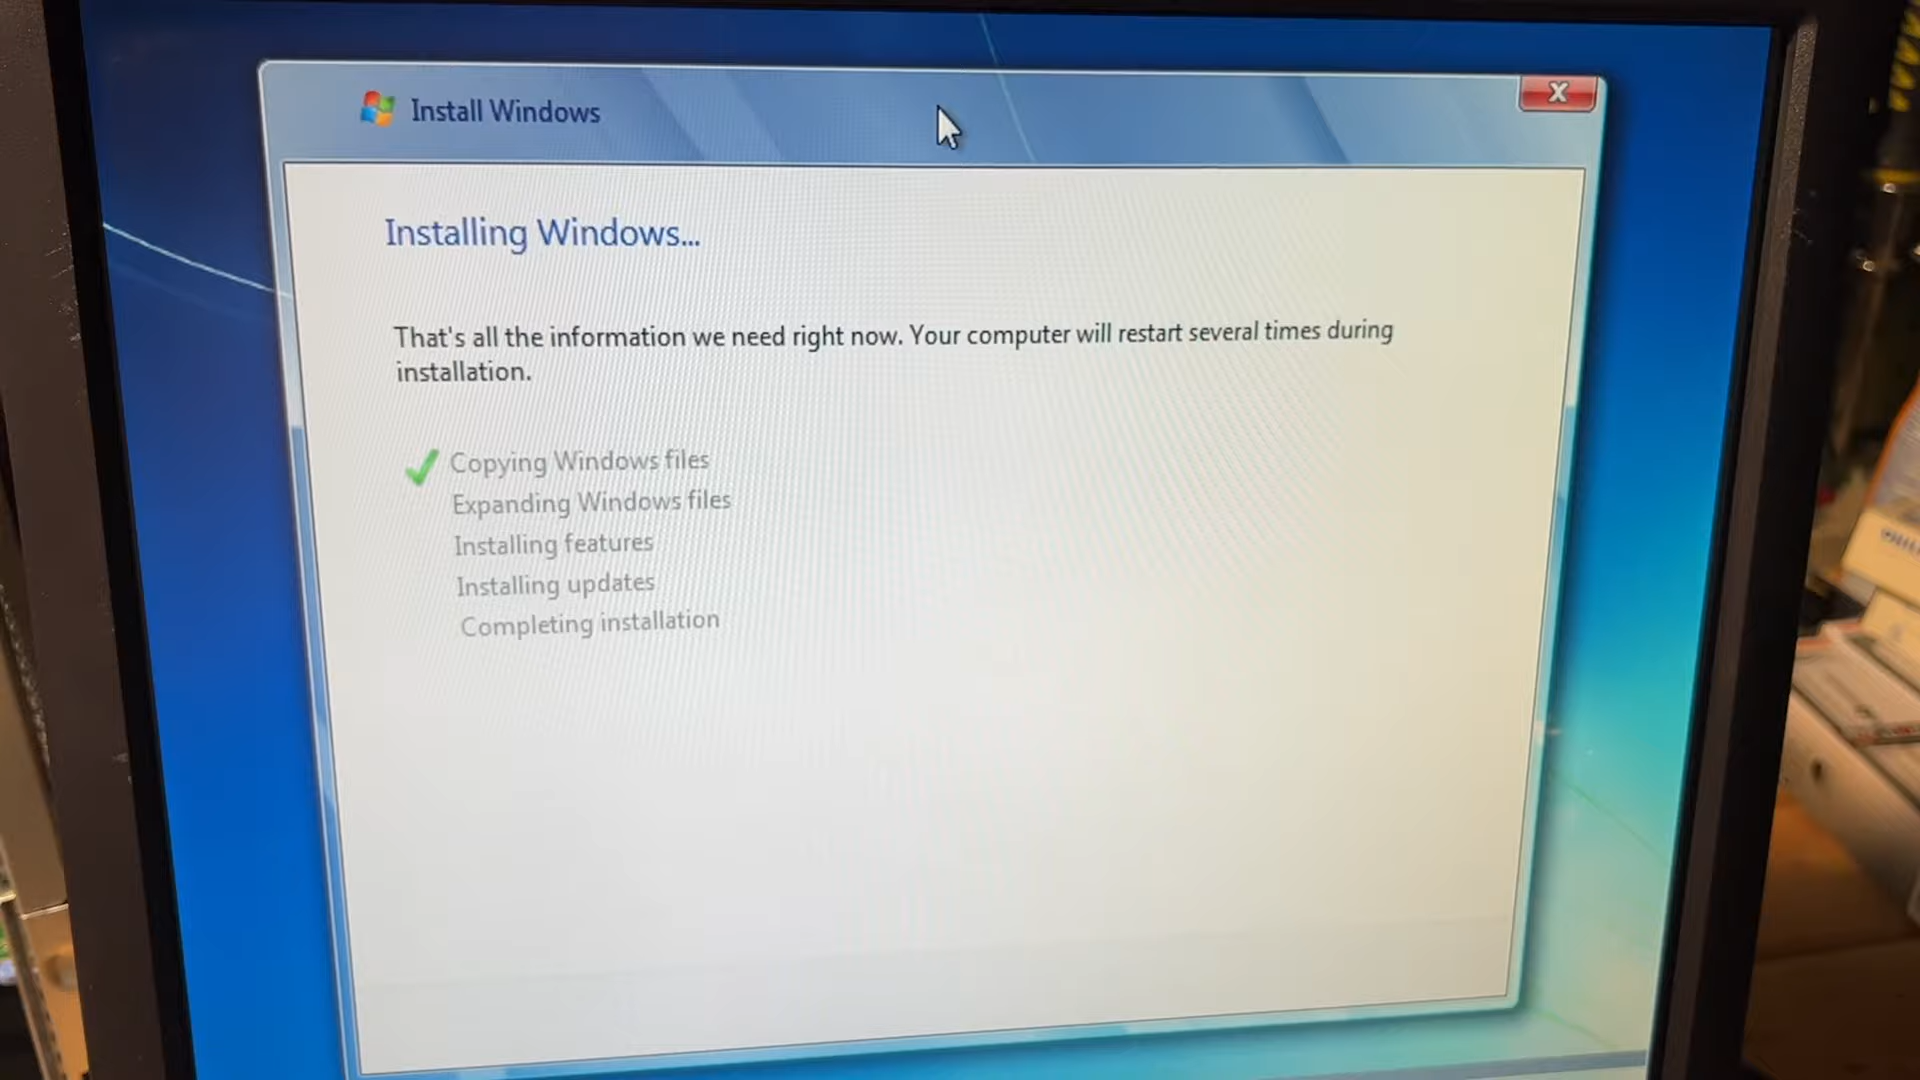 Install Windows
Installing Windows...
That's all the information we need right now. Your computer will restart several times during
installation.
Copying Windows files
Expanding Windows files
Installing features
Installing updates
Completing installation